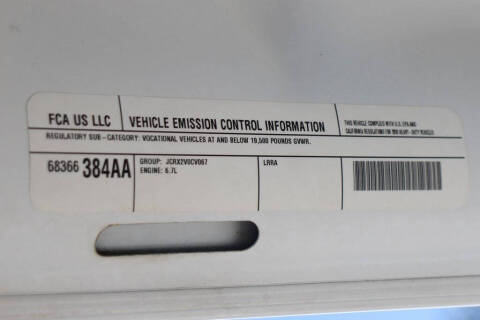 FCA US LLC VEHICLE EMISSION CONTROL INFORMATION
THIS VEHICLE COMPLIES WITH U.S. EPA AND
CALIFORNIA REGULATIONS FOR 2018 HEAVY - DUTY VEHICLES.
REGULATORY SUB - CATEGORY: VOCATIONAL VEHICLES AT AND BELOW 19,500 POUNDS GVWR.
68366 384AA
GROUP: JCRX2VOCV067
ENGINE: 6.7L
LRRA